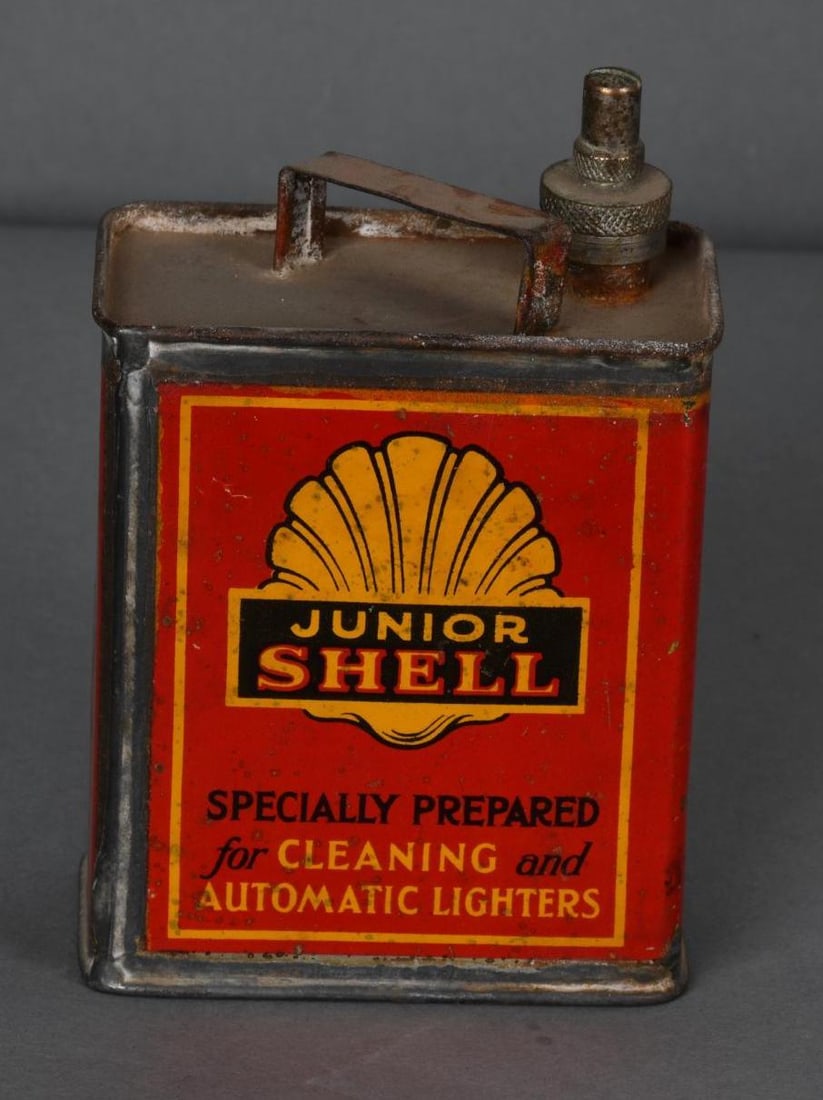 JUNIOR
SHELL
SPECIALLY PREPARED
for CLEANING and
AUTOMATIC LIGHTERS